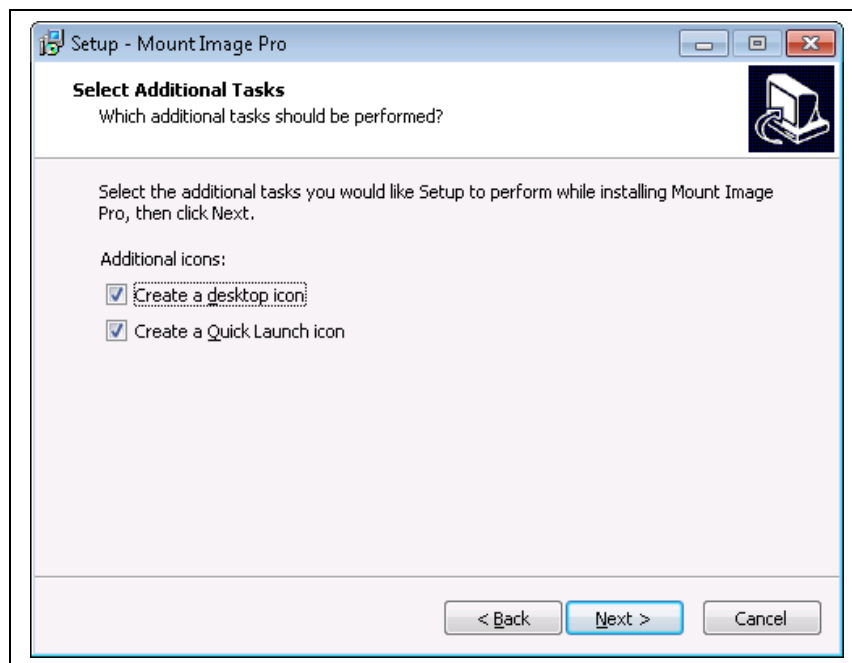 Setup - Mount Image Pro
Select Additional Tasks
Which additional tasks should be performed?
Select the additional tasks you would like Setup to perform while installing Mount Image
Pro, then click Next.
Additional icons:
Create a desktop icon
Create a Quick Launch icon
< Back Next > Cancel